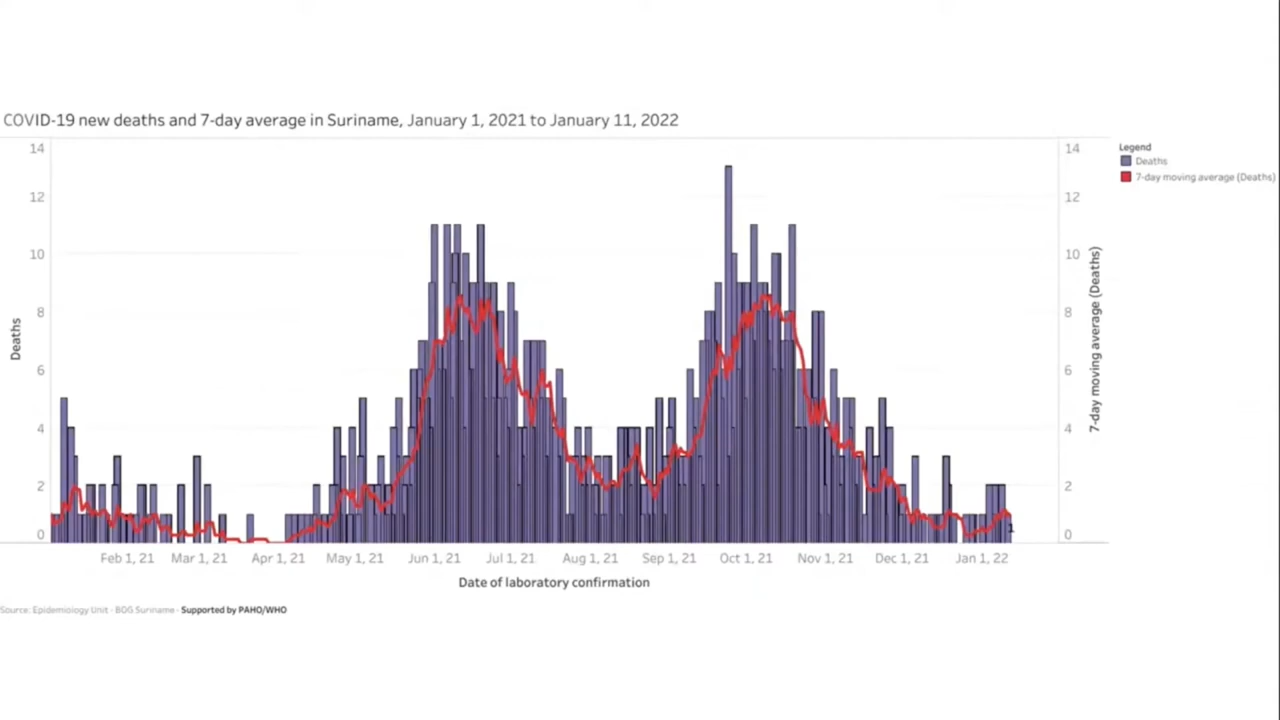 COVID-19 new deaths and 7-day average in Suriname, January 1, 2021 to January 11, 2022
Legend
Deaths
7-day moving average (Deaths)
14
12
10
8
6
4
2
0
Deaths
14
12
10
8
6
4
2
0
7-day moving average (Deaths)
Feb 1, 21 Mar 1, 21 Apr 1, 21 May 1, 21 Jun 1, 21 Jul 1, 21 Aug 1, 21 Sep 1, 21 Oct 1, 21 Nov 1, 21 Dec 1, 21 Jan 1, 22
Date of laboratory confirmation
Source: Epidemiology Unit - BOG Suriname - Supported by PAHO/WHO